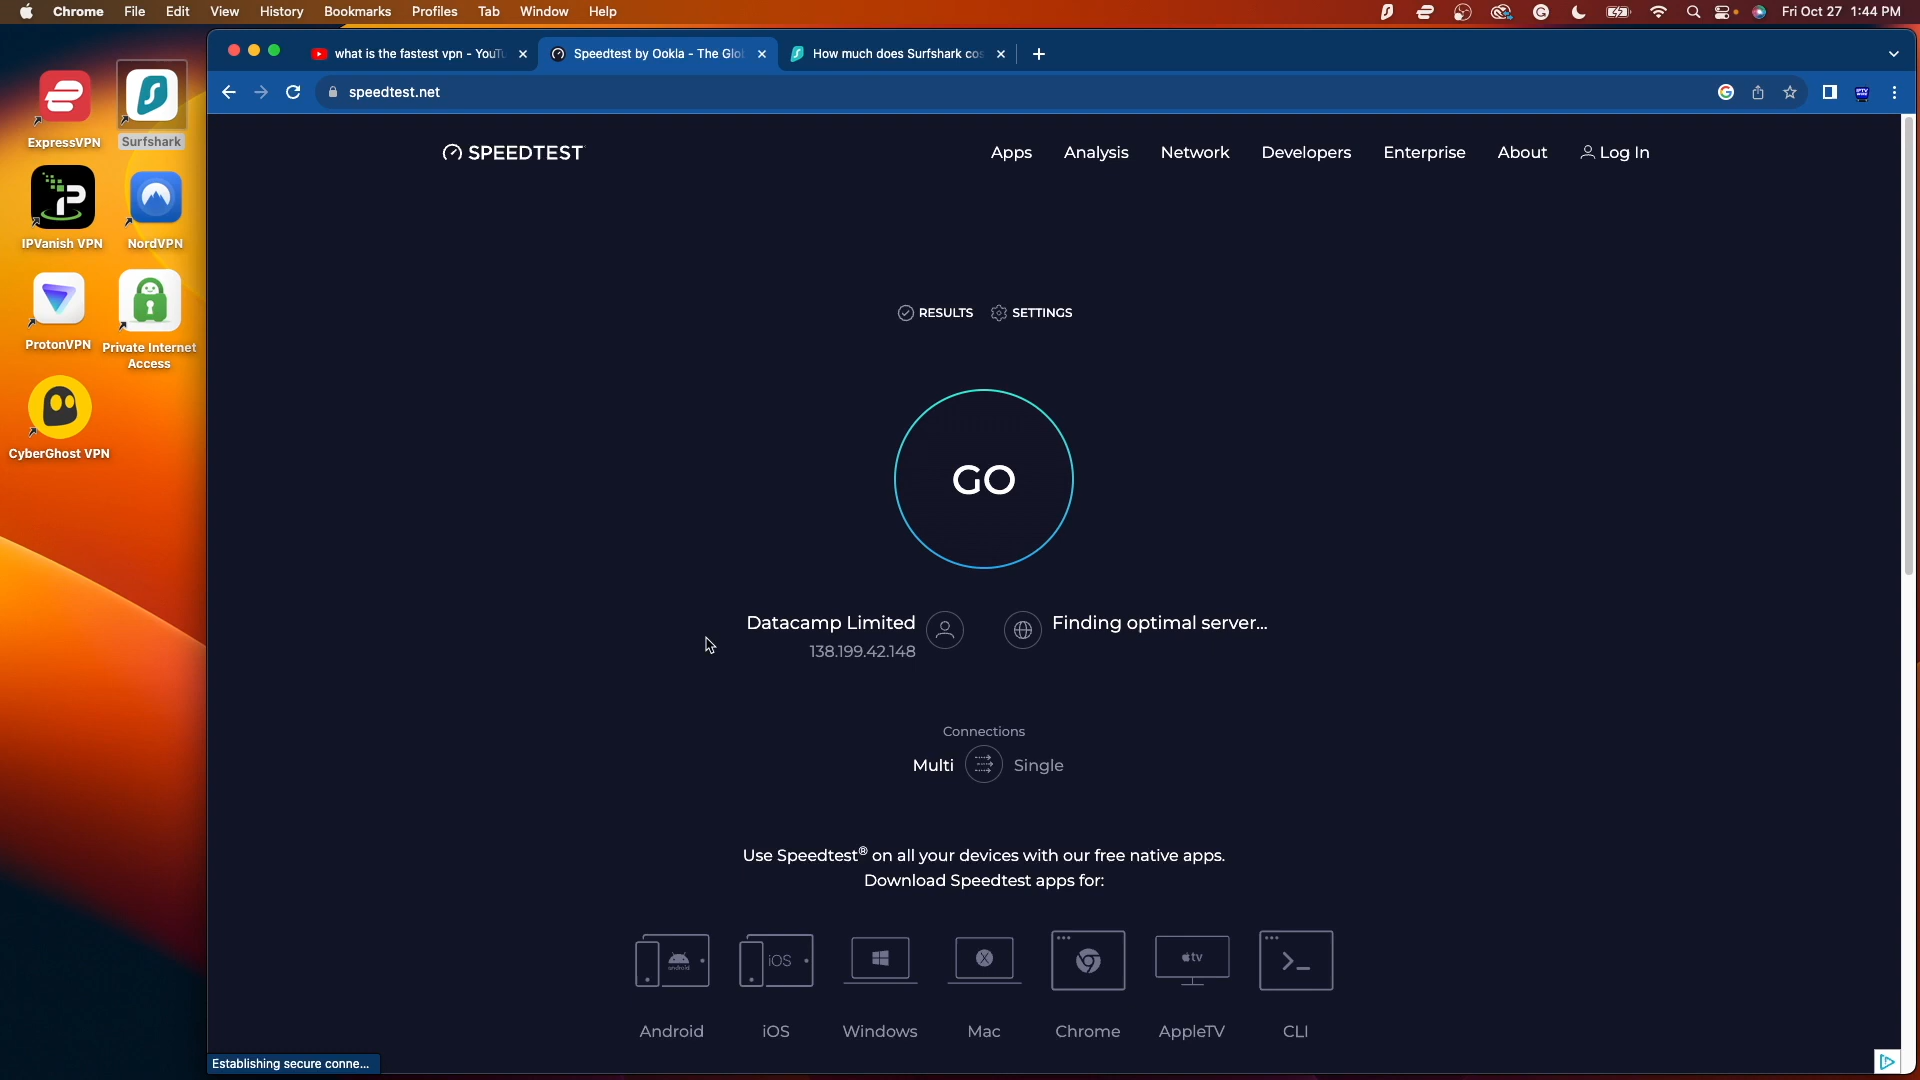 Chrome File Edit View History Bookmarks Profiles Tab Window Help
Fri Oct 27 1:44 PM
what is the fastest vpn - YouTu
Speedtest by Ookla - The Glob
How much does Surfshark cos
speedtest.net
ExpressVPN
Surfshark
IPVanish VPN
NordVPN
ProtonVPN
Private Internet
Access
CyberGhost VPN
SPEEDTEST
Apps Analysis Network Developers Enterprise About Log In
RESULTS SETTINGS
GO
Datacamp Limited
138.199.42.148
Finding optimal server...
Connections
Multi Single
Use Speedtest® on all your devices with our free native apps.
Download Speedtest apps for:
android
iOS
tv
Android iOS Windows Mac Chrome AppleTV CLI
Establishing secure conne...